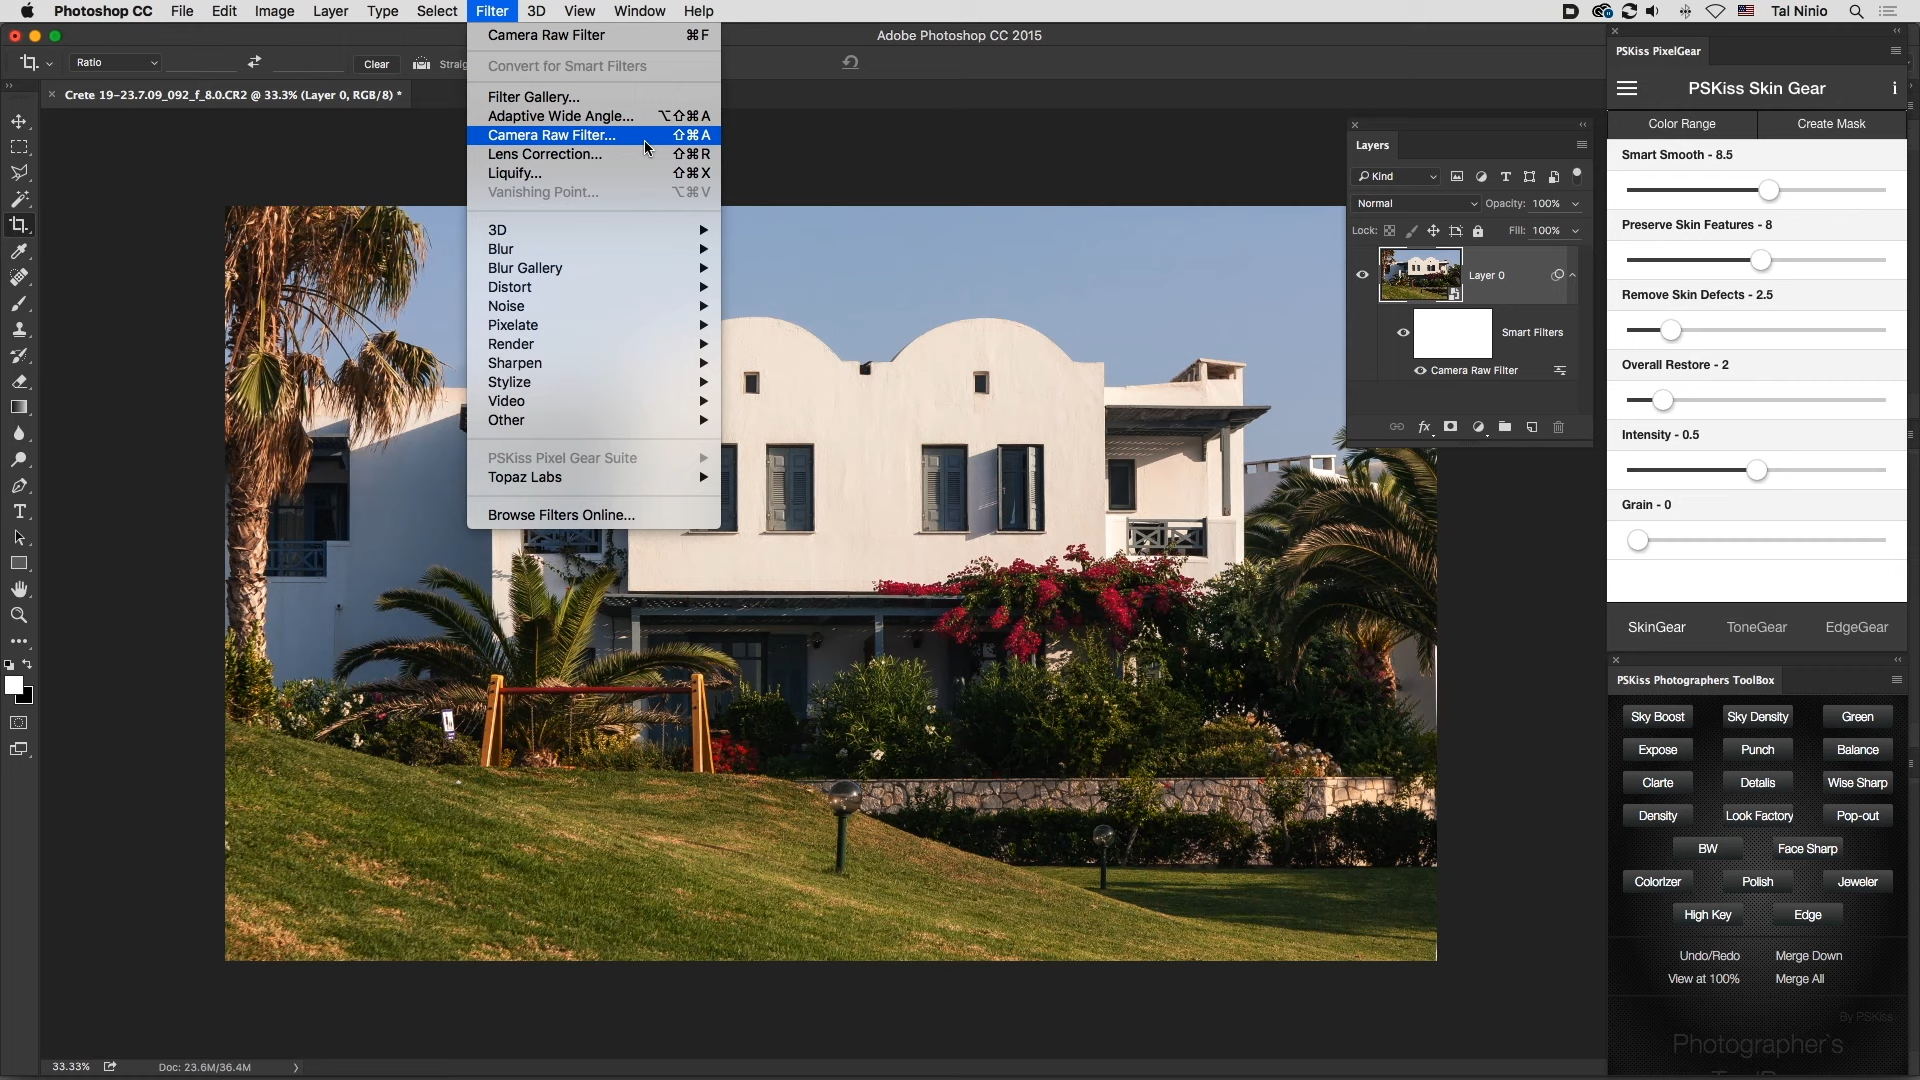 Photoshop CC File Edit Image Layer Type Select Filter 3D View Window Help Tal Ninio
Adobe Photoshop CC 2015
Ratio Clear Straig
Crete 19-23.7.09_092_f_8.0.CR2 @ 33.3% (Layer 0, RGB/8) *
Camera Raw Filter ⌘F
Convert for Smart Filters
Filter Gallery...
Adaptive Wide Angle... ⌥⇧⌘A
Camera Raw Filter... ⇧⌘A
Lens Correction... ⇧⌘R
Liquify... ⇧⌘X
Vanishing Point... ⌥⌘V
3D
Blur
Blur Gallery
Distort
Noise
Pixelate
Render
Sharpen
Stylize
Video
Other
PSKiss Pixel Gear Suite
Topaz Labs
Browse Filters Online...
Layers
Kind
Normal Opacity: 100%
Lock: Fill: 100%
Layer 0
Smart Filters
Camera Raw Filter
fx
PSKiss PixelGear
PSKiss Skin Gear i
Color Range Create Mask
Smart Smooth - 8.5
Preserve Skin Features - 8
Remove Skin Defects - 2.5
Overall Restore - 2
Intensity - 0.5
Grain - 0
SkinGear ToneGear EdgeGear
PSKiss Photographers ToolBox
Sky Boost Sky Density Green
Expose Punch Balance
Clarte Detalis Wise Sharp
Density Look Factory Pop-out
BW Face Sharp
Colorizer Polish Jeweler
High Key Edge
Undo/Redo Merge Down
View at 100% Merge All
By PSKiss
Photographer`s
33.33% Doc: 23.6M/36.4M